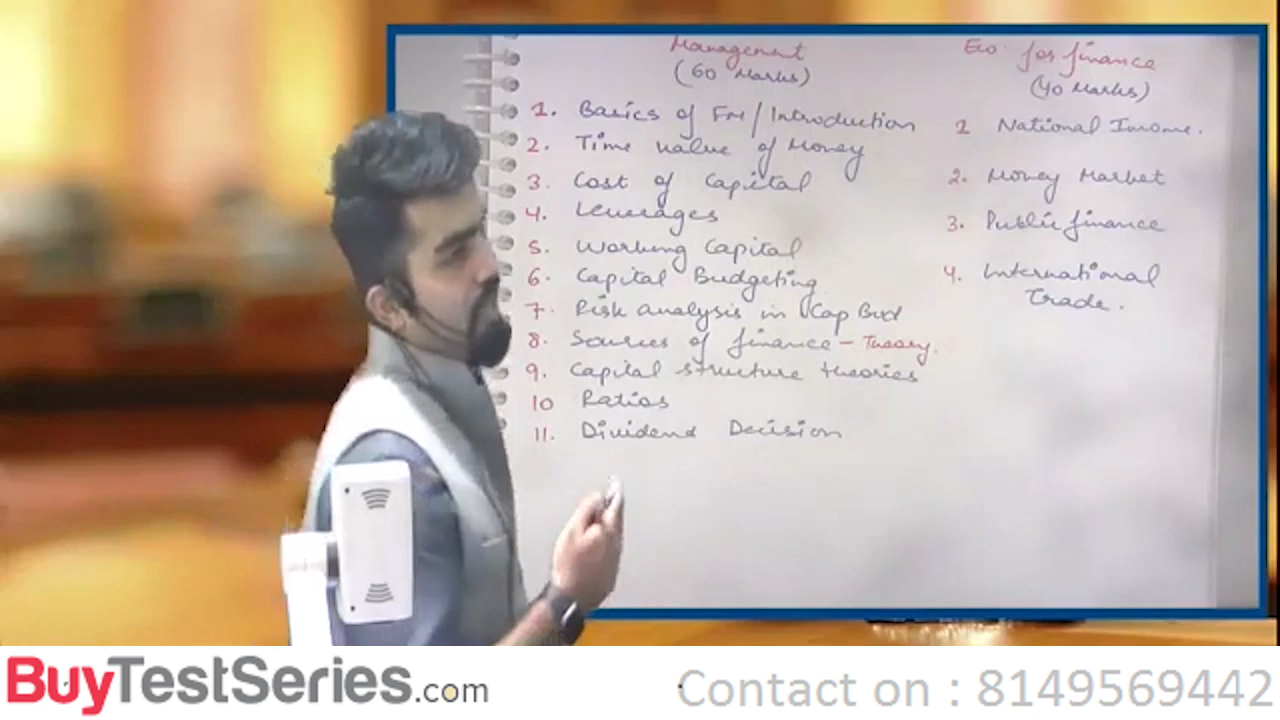 Management
(60 Marks)
1. Basics of FM/Introduction
2. Time value of Money
3. Cost of Capital
4. Leverages
5. Working Capital
6. Capital Budgeting
7. Risk analysis in Cap Bud
8. Sources of finance - Theory.
9. Capital structure theories
10 Ratios
11. Dividend Decision
Eco. for finance
(40 Marks)
1 National Income.
2. Money Market
3. Public finance
4. International
Trade.
BuyTestSeries.com
Contact on : 8149569442